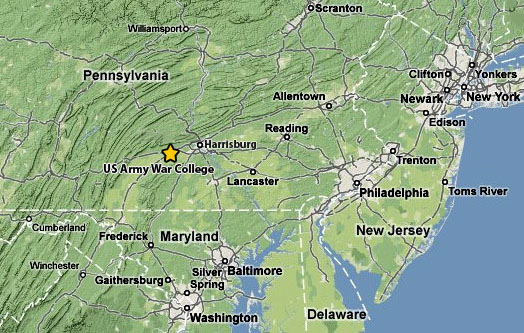 Scranton
Williamsport
Pennsylvania
Clifton
Yonkers
Allentown
Newark
New York
Edison
Reading
Harrisburg
Trenton
US Army War College
Lancaster
Philadelphia
Toms River
Cumberland
Frederick
Maryland
New Jersey
Winchester
Gaithersburg
Silver
Spring
Baltimore
Washington
Delaware